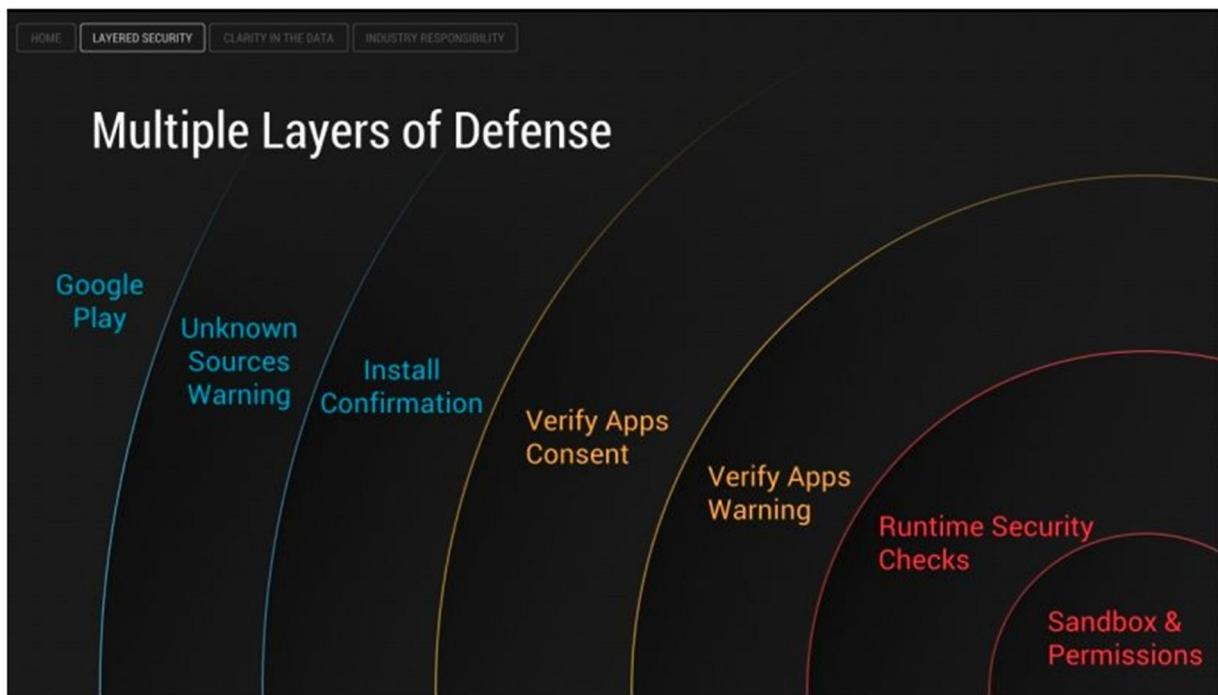 HOME LAYERED SECURITY CLARITY IN THE DATA INDUSTRY RESPONSIBILITY
Multiple Layers of Defense
Google
Play
Unknown
Sources
Warning
Install
Confirmation
Verify Apps
Consent
Verify Apps
Warning
Runtime Security
Checks
Sandbox &
Permissions